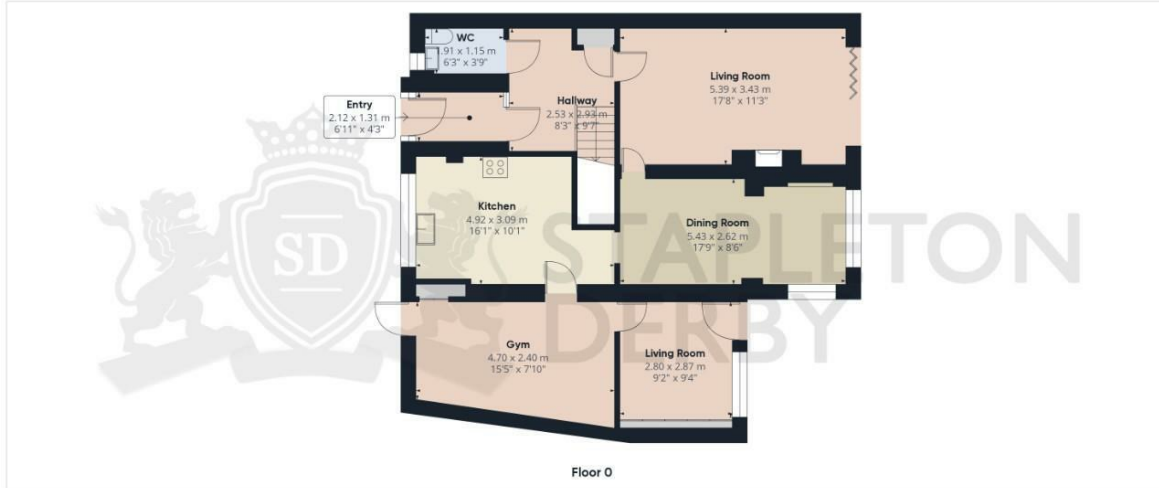 WC
1.91 x 1.15 m
6'3" x 3'9"
Entry
2.12 x 1.31 m
6'11" x 4'3"
Hallway
2.53 x 2.93 m
8'3" x 9'7"
Living Room
5.39 x 3.43 m
17'8" x 11'3"
Kitchen
4.92 x 3.09 m
16'1" x 10'1"
Dining Room
5.43 x 2.62 m
17'9" x 8'6"
SD
STAPLETON
DERBY
Gym
4.70 x 2.40 m
15'5" x 7'10"
Living Room
2.80 x 2.87 m
9'2" x 9'4"
Floor 0